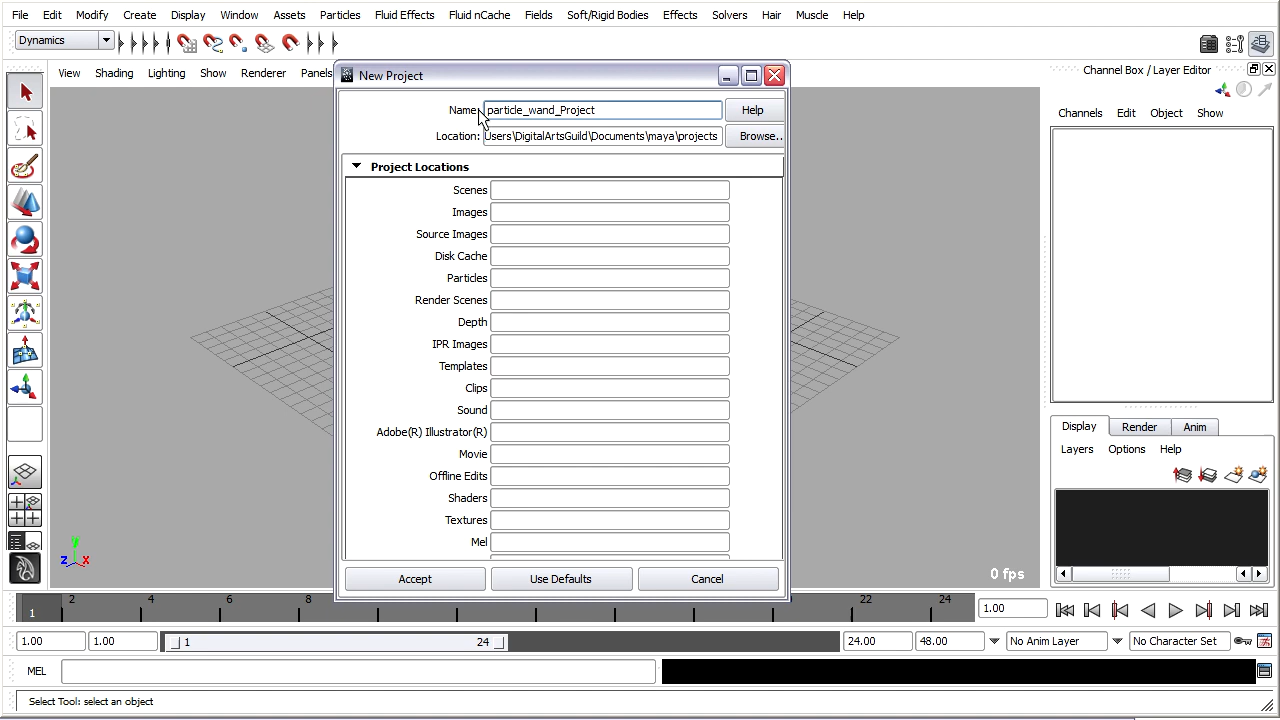 File Edit Modify Create Display Window Assets Particles Fluid Effects Fluid nCache Fields Soft/Rigid Bodies Effects Solvers Hair Muscle Help
Dynamics
View Shading Lighting Show Renderer Panels
Channel Box / Layer Editor
Channels Edit Object Show
New Project
Name: particle_wand_Project Help
Location: Users\DigitalArtsGuild\Documents\maya\projects Browse..
Project Locations
Scenes
Images
Source Images
Disk Cache
Particles
Render Scenes
Depth
IPR Images
Templates
Clips
Sound
Adobe(R) Illustrator(R)
Movie
Offline Edits
Shaders
Textures
Mel
Accept Use Defaults Cancel
Display Render Anim
Layers Options Help
y
z x
0 fps
1 2 4 6 8 22 24 1.00
1.00 1.00 1 24 24.00 48.00 No Anim Layer No Character Set
MEL
Select Tool: select an object